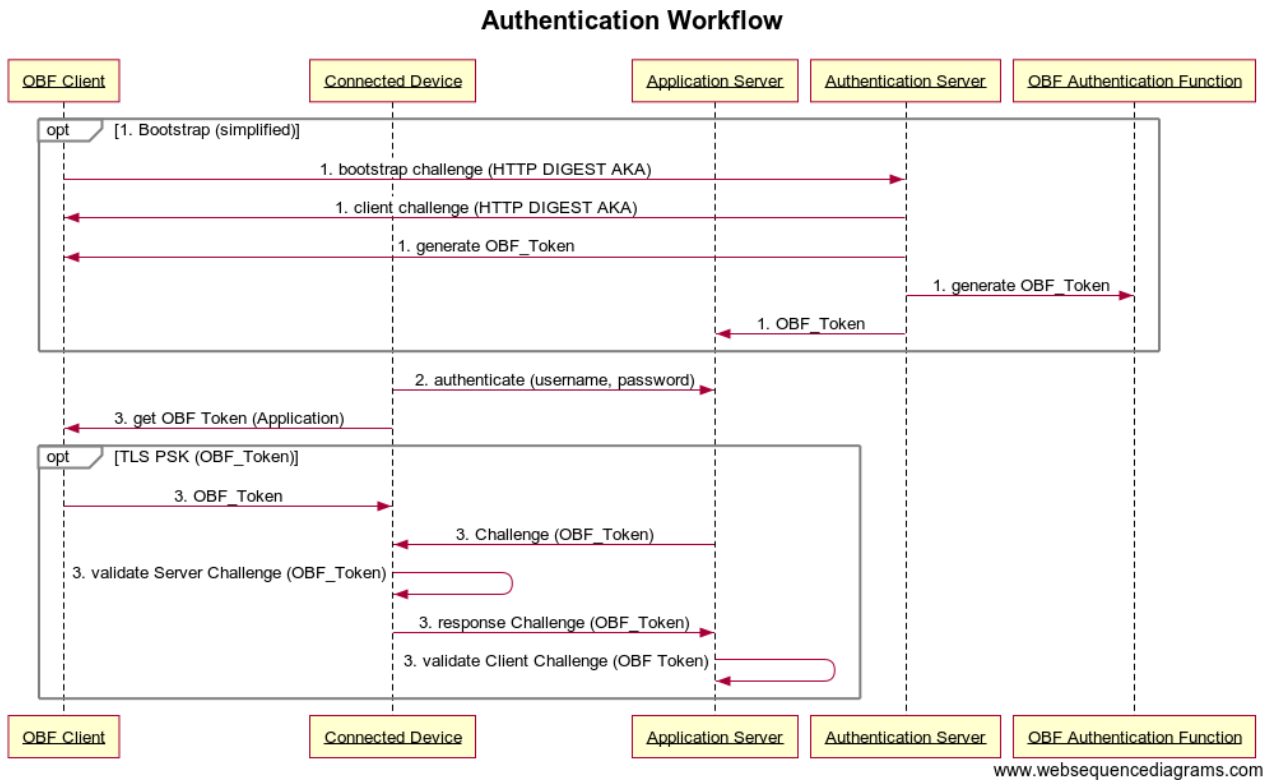 Authentication Workflow
OBF Client
Connected Device
Application Server
Authentication Server
OBF Authentication Function
opt
[1. Bootstrap (simplified)]
1. bootstrap challenge (HTTP DIGEST AKA)
1. client challenge (HTTP DIGEST AKA)
1. generate OBF_Token
1. generate OBF_Token
1. OBF_Token
2. authenticate (username, password)
3. get OBF Token (Application)
opt
[TLS PSK (OBF_Token)]
3. OBF_Token
3. Challenge (OBF_Token)
3. validate Server Challenge (OBF_Token)
3. response Challenge (OBF_Token)
3. validate Client Challenge (OBF Token)
OBF Client
Connected Device
Application Server
Authentication Server
OBF Authentication Function
www.websequencediagrams.com